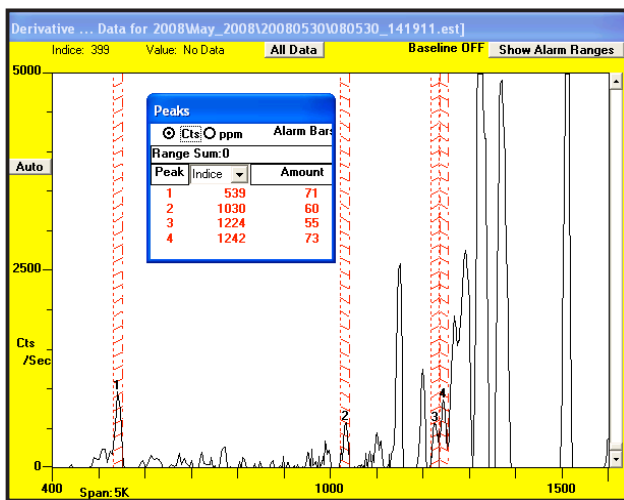 Derivative ... Data for 2008\May_2008\20080530\080530_141911.est]
Indice: 399 Value: No Data All Data Baseline OFF Show Alarm Ranges
5000
Peaks
Cts ppm Alarm Bars
Range Sum:0
Auto
Peak Indice Amount
1 539 71
2 1030 60
3 1224 55
4 1242 73
2500
Cts
/Sec
1
4
2
3
0
400 1000 1500
Span:5K